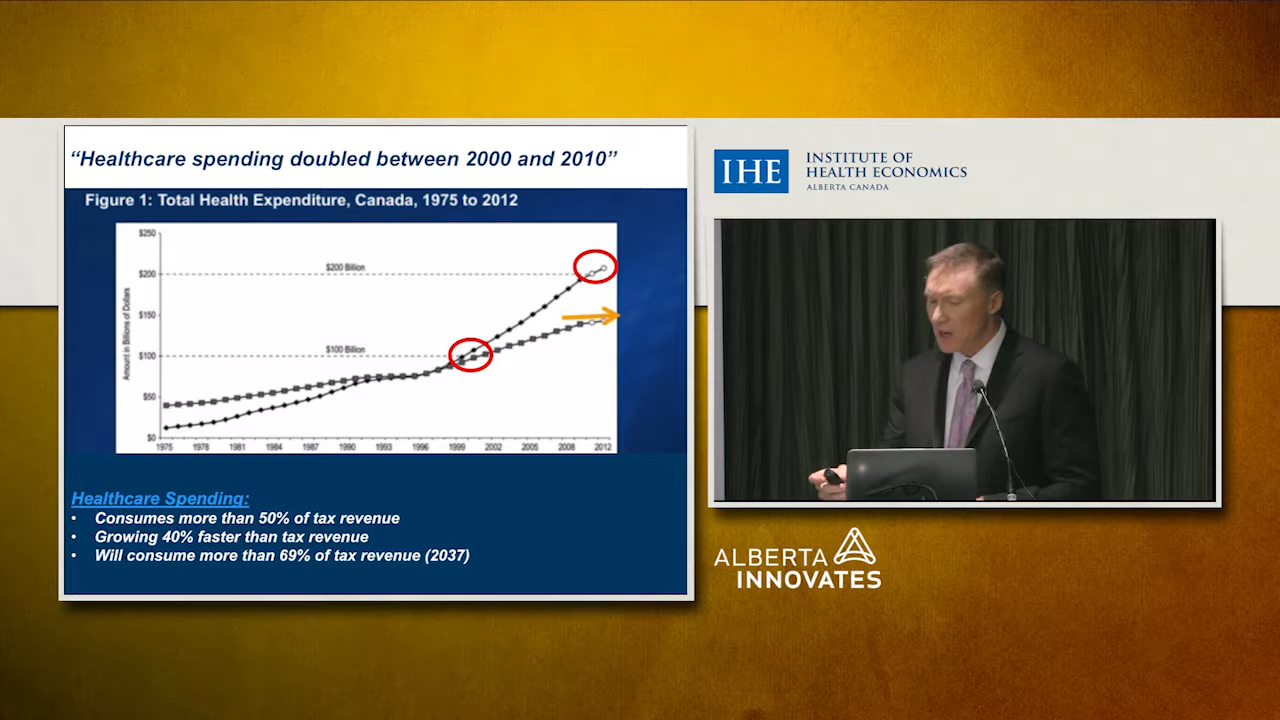 “Healthcare spending doubled between 2000 and 2010”
Figure 1: Total Health Expenditure, Canada, 1975 to 2012
Amount in Billions of Dollars
$250
$200
$150
$100
$50
$0
$200 Billion
$100 Billion
1975 1978 1981 1984 1987 1990 1993 1996 1999 2002 2005 2008 2012
Healthcare Spending:
• Consumes more than 50% of tax revenue
• Growing 40% faster than tax revenue
• Will consume more than 69% of tax revenue (2037)
IHE
INSTITUTE OF
HEALTH ECONOMICS
ALBERTA CANADA
ALBERTA
INNOVATES